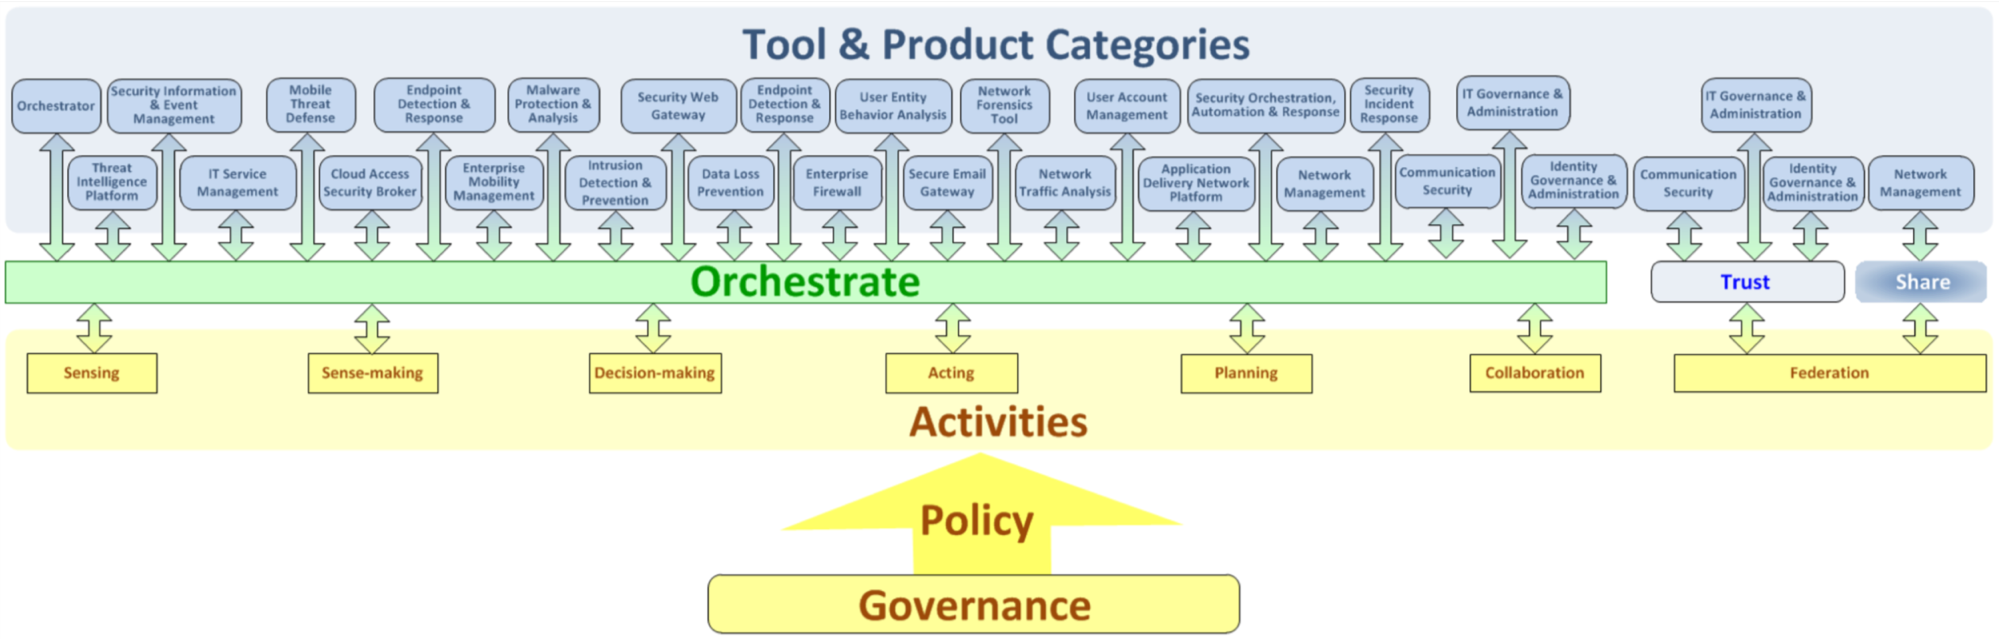 Tool & Product Categories
Orchestrator
Security Information
& Event
Management
Mobile
Threat
Defense
Endpoint
Detection &
Response
Malware
Protection &
Analysis
Security Web
Gateway
Endpoint
Detection &
Response
User Entity
Behavior Analysis
Network
Forensics
Tool
User Account
Management
Security Orchestration,
Automation & Response
Security
Incident
Response
IT Governance &
Administration
IT Governance &
Administration
Threat
Intelligence
Platform
IT Service
Management
Cloud Access
Security Broker
Enterprise
Mobility
Management
Intrusion
Detection &
Prevention
Data Loss
Prevention
Enterprise
Firewall
Secure Email
Gateway
Network
Traffic Analysis
Application
Delivery Network
Platform
Network
Management
Communication
Security
Identity
Governance &
Administration
Communication
Security
Identity
Governance &
Administration
Network
Management
Orchestrate
Trust
Share
Sensing
Sense-making
Decision-making
Acting
Planning
Collaboration
Federation
Activities
Policy
Governance